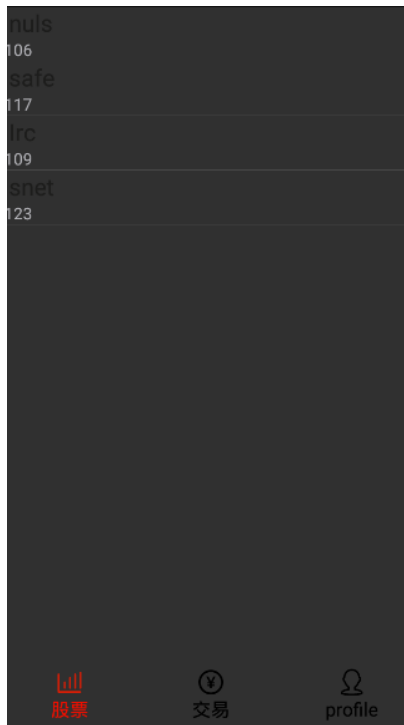 nuls
106
safe
117
lrc
109
snet
123
股票
交易
profile